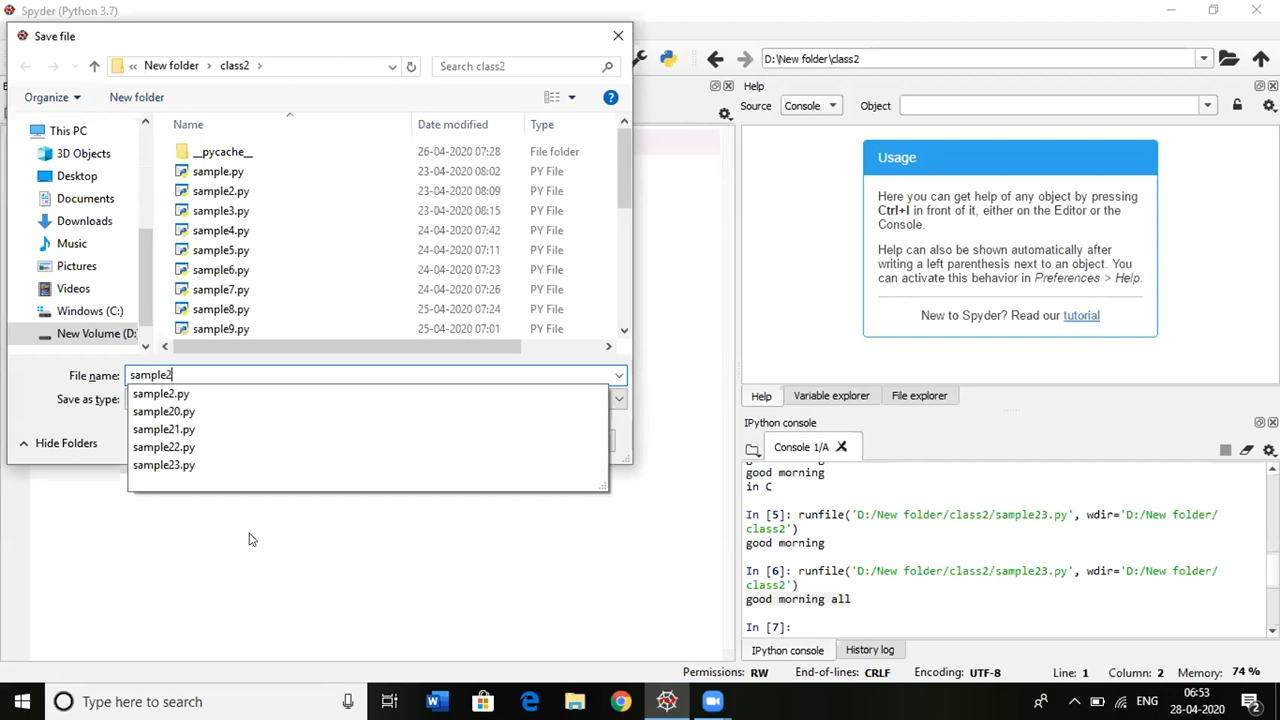 Spyder (Python 3.7)
Save file
« New folder > class2 >
Search class2
D:\New folder\class2
Organize
New folder
Help
Source
Console
Object
This PC
3D Objects
Desktop
Documents
Downloads
Music
Pictures
Videos
Windows (C:)
New Volume (D:
Name
Date modified
Type
__pycache__ 26-04-2020 07:28 File folder
sample.py 23-04-2020 08:02 PY File
sample2.py 23-04-2020 08:09 PY File
sample3.py 23-04-2020 08:15 PY File
sample4.py 24-04-2020 07:42 PY File
sample5.py 24-04-2020 07:11 PY File
sample6.py 24-04-2020 07:23 PY File
sample7.py 24-04-2020 07:26 PY File
sample8.py 25-04-2020 07:24 PY File
sample9.py 25-04-2020 07:01 PY File
File name: sample2
Save as type:
sample2.py
sample20.py
sample21.py
sample22.py
sample23.py
Hide Folders
Usage
Here you can get help of any object by pressing
Ctrl+I in front of it, either on the Editor or the
Console.
Help can also be shown automatically after
writing a left parenthesis next to an object. You
can activate this behavior in Preferences > Help.
New to Spyder? Read our tutorial
Help
Variable explorer
File explorer
IPython console
Console 1/A
good morning
in C
In [5]: runfile('D:/New folder/class2/sample23.py', wdir='D:/New folder/
class2')
good morning
In [6]: runfile('D:/New folder/class2/sample23.py', wdir='D:/New folder/
class2')
good morning all
In [7]:
IPython console
History log
Permissions: RW End-of-lines: CRLF Encoding: UTF-8 Line: 1 Column: 2 Memory: 74 %
Type here to search
ENG
06:53
28-04-2020
2